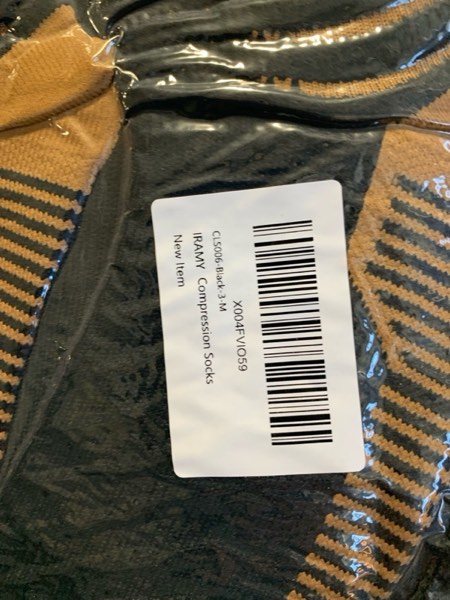 X004FVIO59
CLS006-Black-3-M
IRAMY Compression Socks
New Item